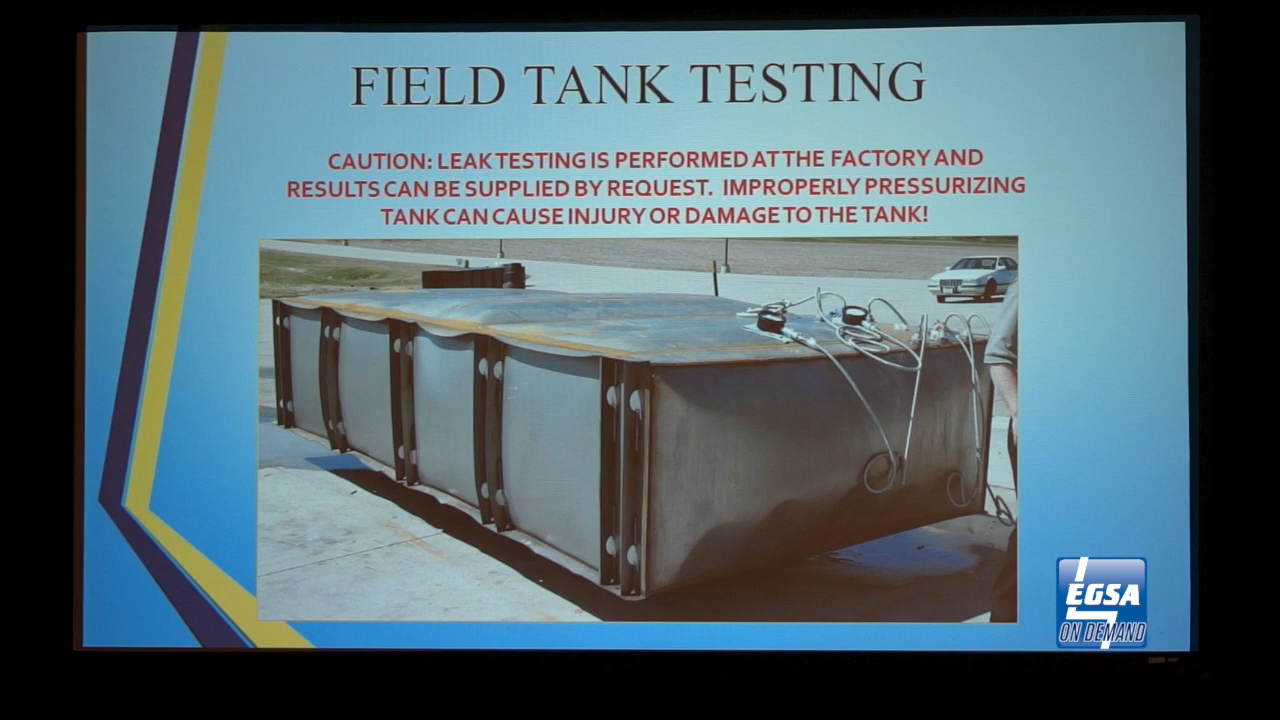 FIELD TANK TESTING
CAUTION: LEAK TESTING IS PERFORMED AT THE FACTORY AND
RESULTS CAN BE SUPPLIED BY REQUEST. IMPROPERLY PRESSURIZING
TANK CAN CAUSE INJURY OR DAMAGE TO THE TANK!
EGSA
ON DEMAND